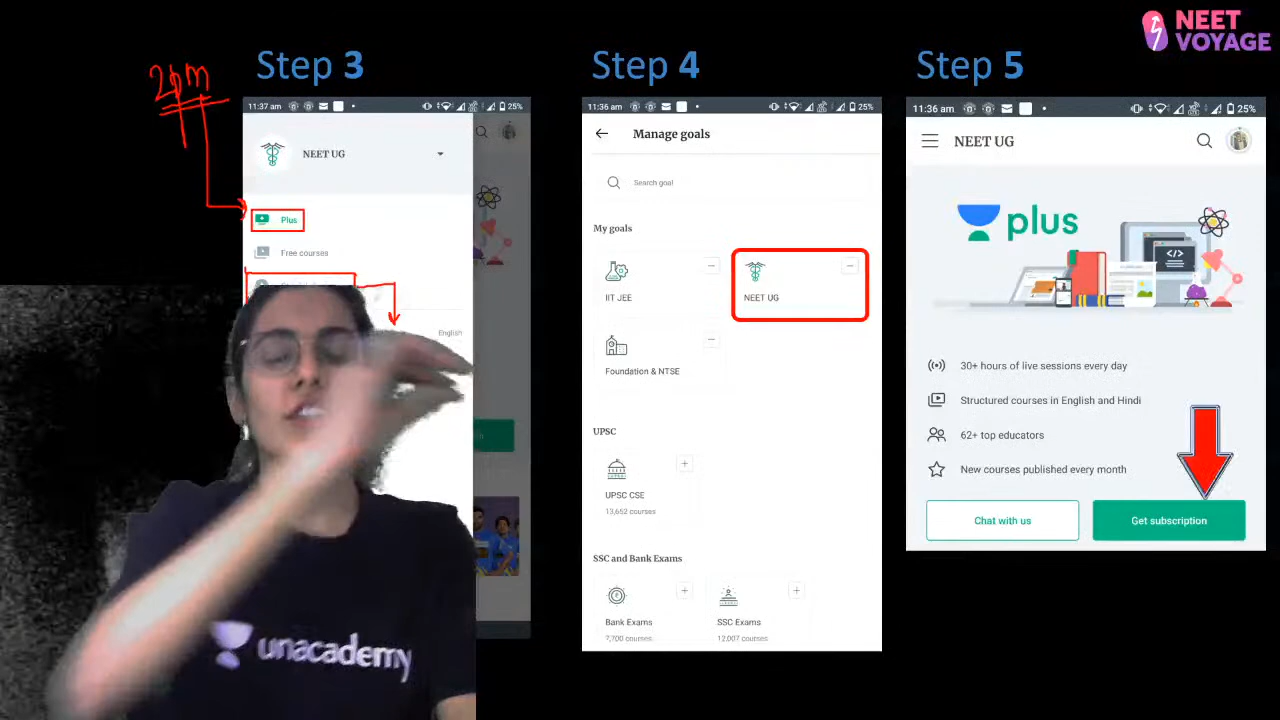 NEET
VOYAGE
Step 3
Step 4
Step 5
2pm
11:37 am
25%
NEET UG
Plus
Free courses
English
11:36 am
25%
Manage goals
Search goal
My goals
IIT JEE
NEET UG
Foundation & NTSE
UPSC
UPSC CSE
13,652 courses
SSC and Bank Exams
Bank Exams
SSC Exams
7,700 courses
12,007 courses
11:36 am
25%
NEET UG
plus
30+ hours of live sessions every day
Structured courses in English and Hindi
62+ top educators
New courses published every month
Chat with us
Get subscription
unacademy